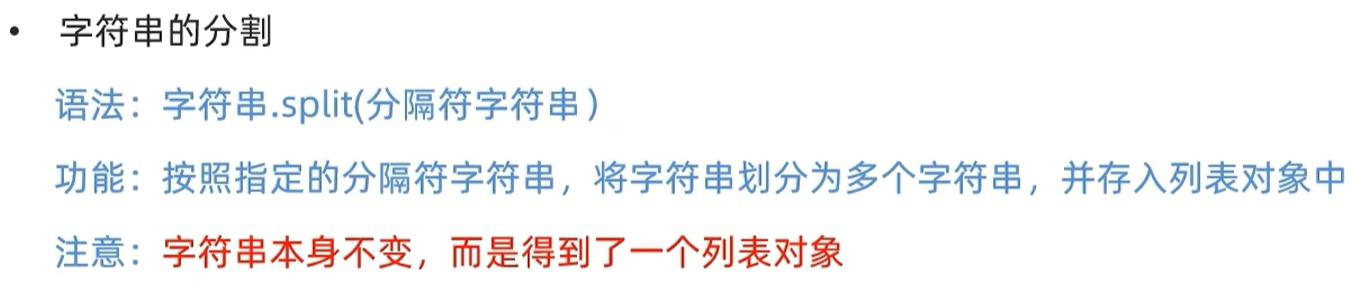 • 字符串的分割
语法：字符串.split(分隔符字符串）
功能：按照指定的分隔符字符串，将字符串划分为多个字符串，并存入列表对象中
注意：字符串本身不变，而是得到了一个列表对象